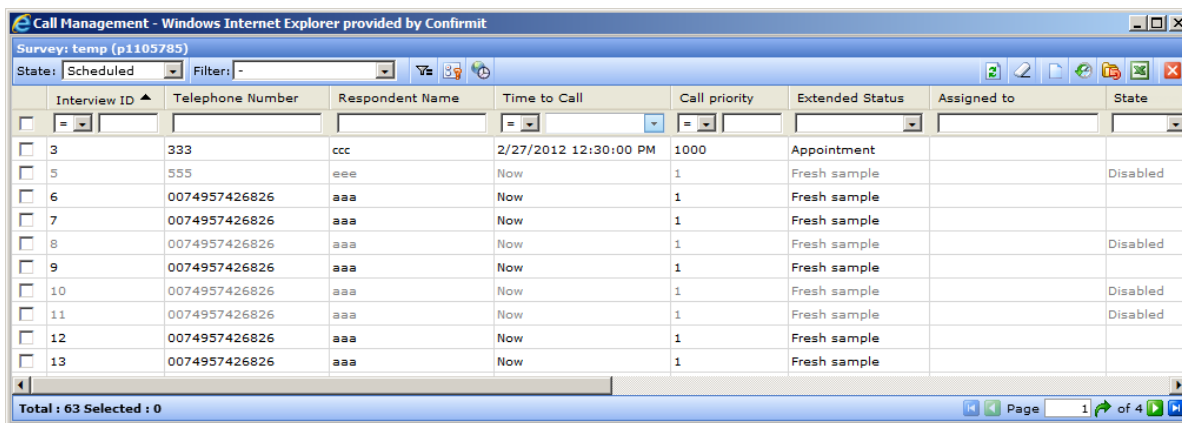 Call Management - Windows Internet Explorer provided by Confirmit
Survey: temp (p1105785)
State: Scheduled Filter: -
Interview ID Telephone Number Respondent Name Time to Call Call priority Extended Status Assigned to State
= = =
3 333 ccc 2/27/2012 12:30:00 PM 1000 Appointment
5 555 eee Now 1 Fresh sample Disabled
6 0074957426826 aaa Now 1 Fresh sample
7 0074957426826 aaa Now 1 Fresh sample
8 0074957426826 aaa Now 1 Fresh sample Disabled
9 0074957426826 aaa Now 1 Fresh sample
10 0074957426826 aaa Now 1 Fresh sample Disabled
11 0074957426826 aaa Now 1 Fresh sample Disabled
12 0074957426826 aaa Now 1 Fresh sample
13 0074957426826 aaa Now 1 Fresh sample
Total : 63 Selected : 0 Page 1 of 4